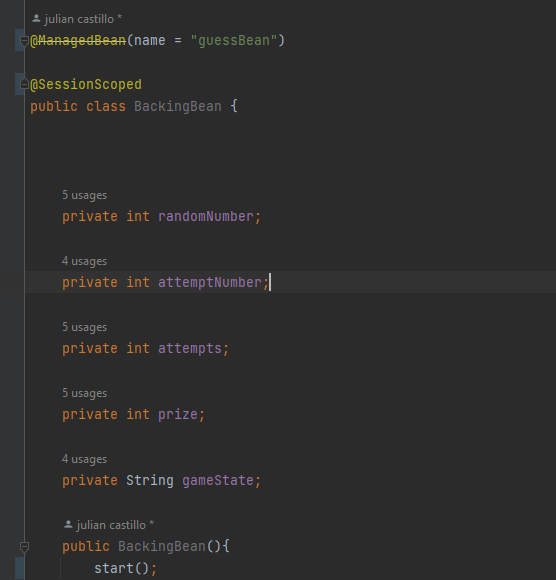 julian castillo *
@ManagedBean(name = "guessBean")
@SessionScoped
public class BackingBean {
5 usages
private int randomNumber;
4 usages
private int attemptNumber;
5 usages
private int attempts;
5 usages
private int prize;
4 usages
private String gameState;
julian castillo *
public BackingBean(){
start();